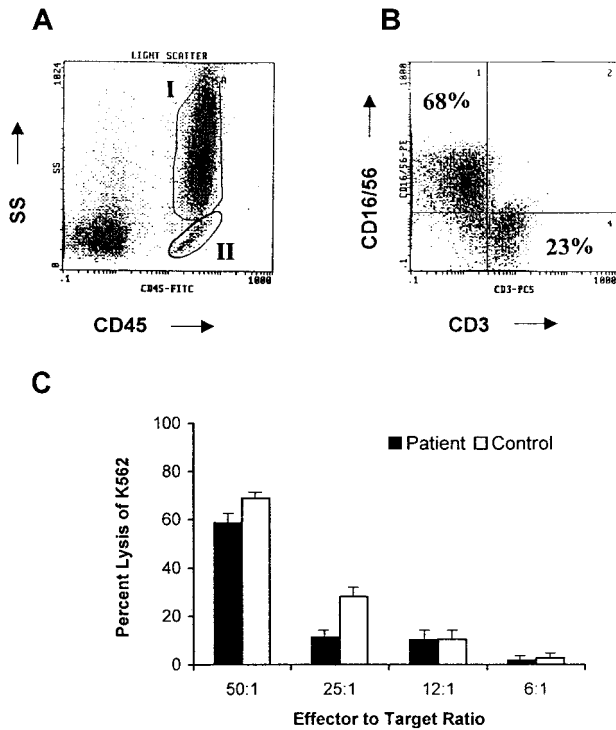 A
LIGHT SCATTER
1024
SS
0
SS
I
II
.1
CD45-FITC
1000
CD45
B
1000
CD16/56-PE
.1
CD16/56
1
2
68%
4
23%
CD3-PC5
1000
CD3
C
Percent Lysis of K562
100
80
60
40
20
0
Patient
Control
50:1
25:1
12:1
6:1
Effector to Target Ratio